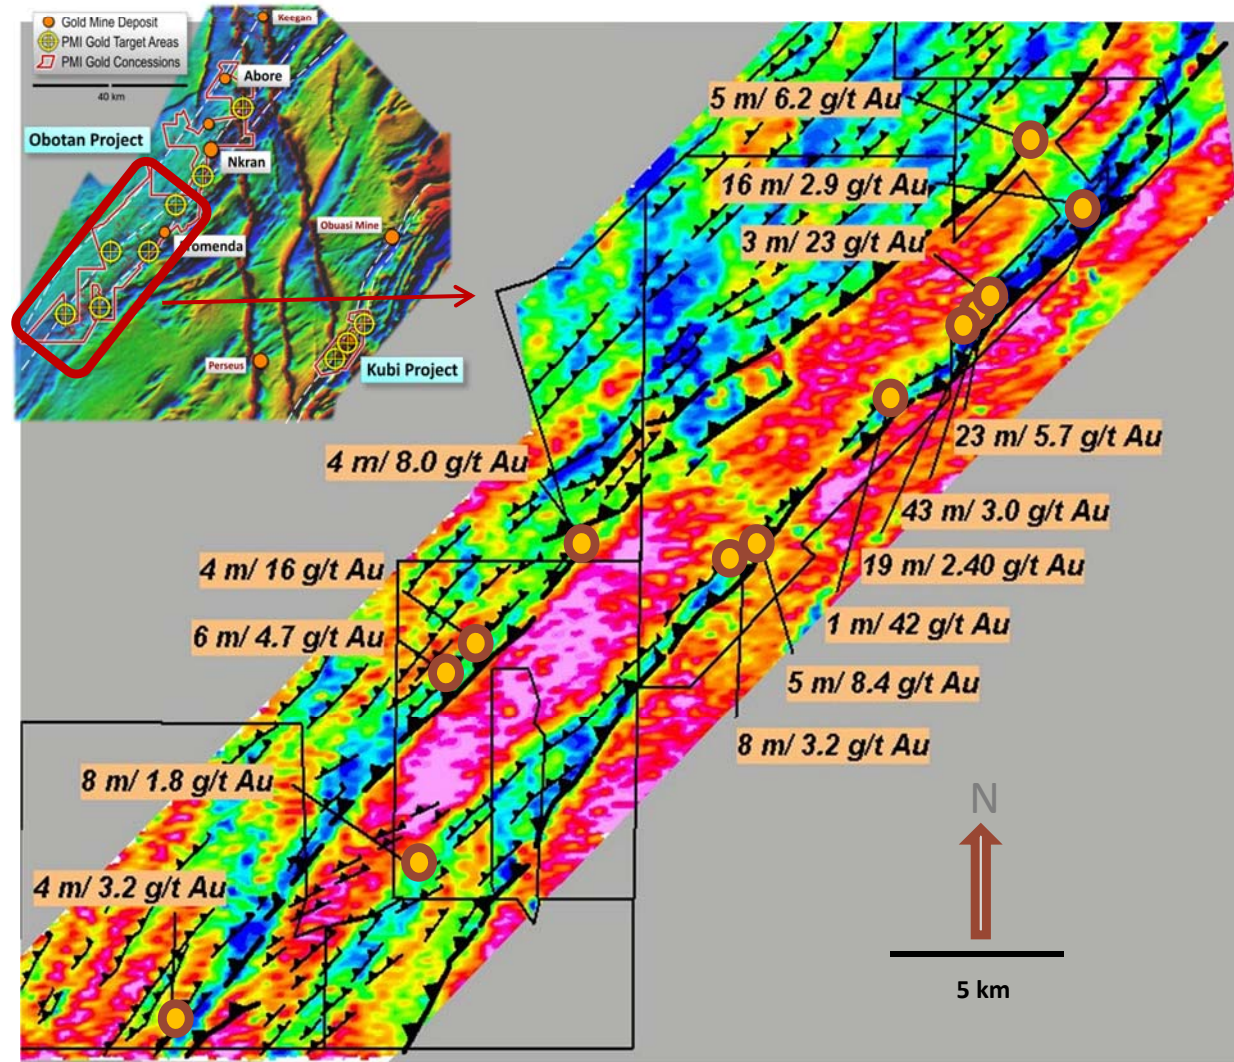 Gold Mine Deposit
PMI Gold Target Areas
PMI Gold Concessions
40 km
Keegan
Abore
Obotan Project
Nkran
Obuasi Mine
Perseus
Kubi Project
5 m/ 6.2 g/t Au
16 m/ 2.9 g/t Au
3 m/ 23 g/t Au
23 m/ 5.7 g/t Au
43 m/ 3.0 g/t Au
19 m/ 2.40 g/t Au
1 m/ 42 g/t Au
5 m/ 8.4 g/t Au
8 m/ 3.2 g/t Au
4 m/ 8.0 g/t Au
4 m/ 16 g/t Au
6 m/ 4.7 g/t Au
8 m/ 1.8 g/t Au
4 m/ 3.2 g/t Au
N
5 km